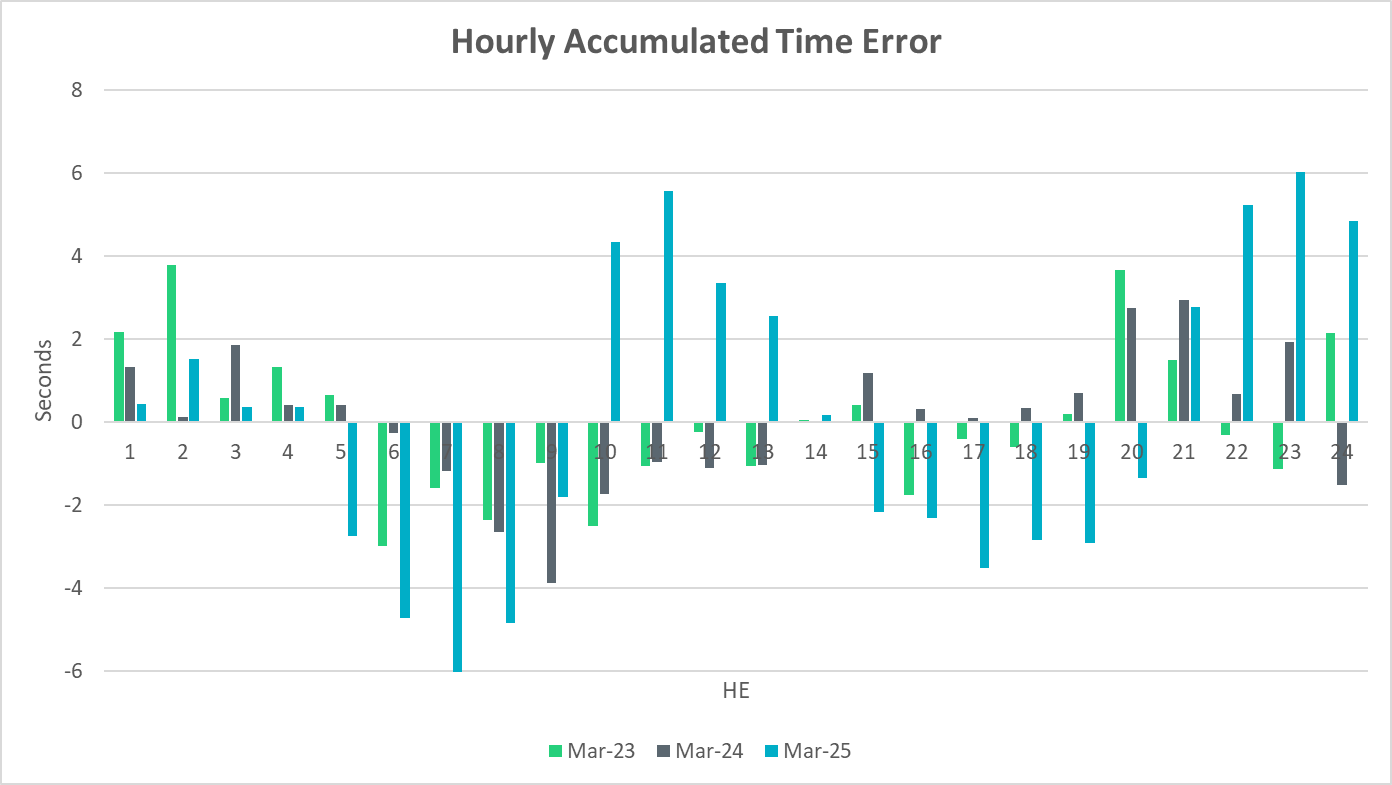 Hourly Accumulated Time Error
8
6
4
2
0
-2
-4
-6
Seconds
1 2 3 4 5 6 7 8 9 10 11 12 13 14 15 16 17 18 19 20 21 22 23 24
HE
Mar-23 Mar-24 Mar-25